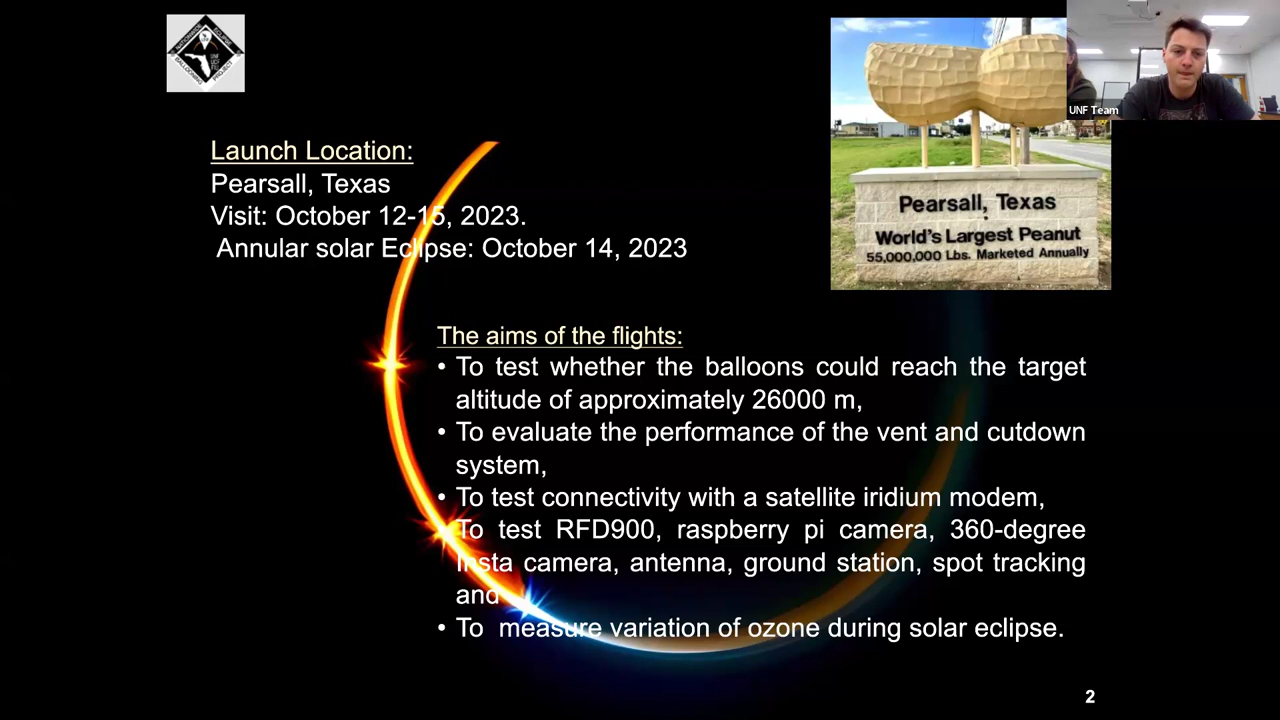 NATIONWIDE ECLIPSE
BALLOONING PROJECT
Launch Location:
Pearsall, Texas
Visit: October 12-15, 2023.
Annular solar Eclipse: October 14, 2023
Pearsall, Texas
World's Largest Peanut
55,000,000 Lbs. Marketed Annually
UNF Team
The aims of the flights:
• To test whether the balloons could reach the target
altitude of approximately 26000 m,
• To evaluate the performance of the vent and cutdown
system,
• To test connectivity with a satellite iridium modem,
• To test RFD900, raspberry pi camera, 360-degree
Insta camera, antenna, ground station, spot tracking
and
• To measure variation of ozone during solar eclipse.
2